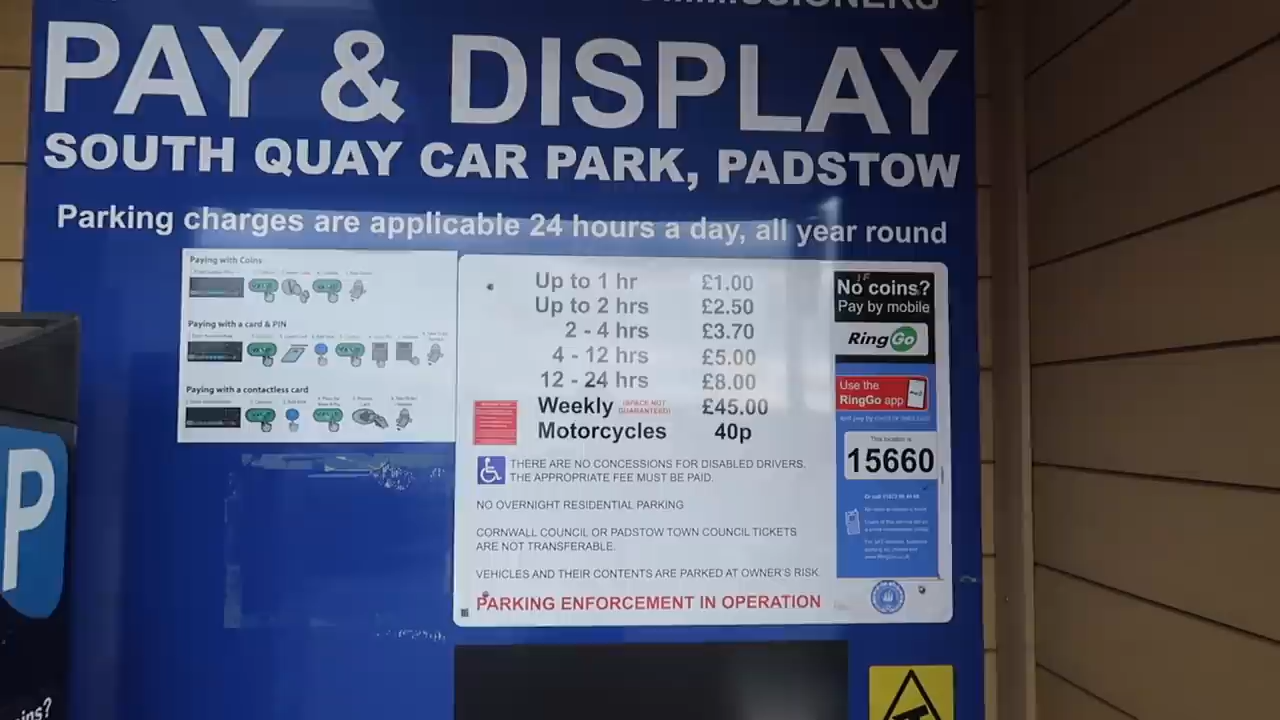 PAY & DISPLAY
SOUTH QUAY CAR PARK, PADSTOW
Parking charges are applicable 24 hours a day, all year round
Paying with Coins
Paying with a card & PIN
Paying with a contactless card
Up to 1 hr £1.00
Up to 2 hrs £2.50
2 - 4 hrs £3.70
4 - 12 hrs £5.00
12 - 24 hrs £8.00
Weekly (SPACE NOT GUARANTEED) £45.00
Motorcycles 40p
THERE ARE NO CONCESSIONS FOR DISABLED DRIVERS.
THE APPROPRIATE FEE MUST BE PAID.
NO OVERNIGHT RESIDENTIAL PARKING
CORNWALL COUNCIL OR PADSTOW TOWN COUNCIL TICKETS
ARE NOT TRANSFERABLE.
VEHICLES AND THEIR CONTENTS ARE PARKED AT OWNER'S RISK
PARKING ENFORCEMENT IN OPERATION
No coins?
Pay by mobile
RingGo
Use the
RingGo app
This location is
15660
P